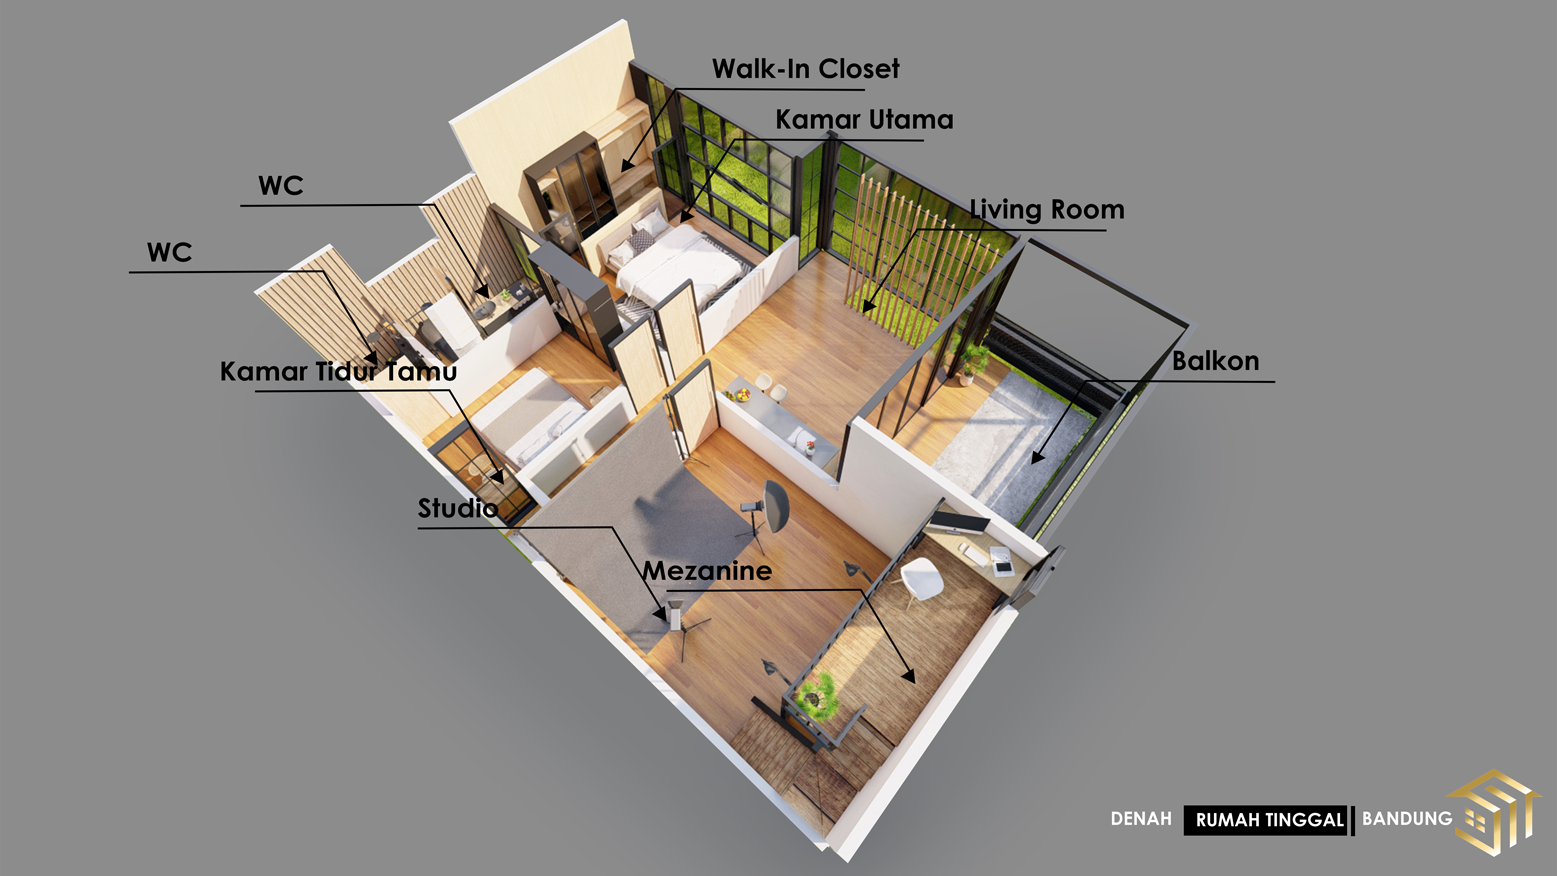 Walk-In Closet
Kamar Utama
WC
Living Room
WC
Balkon
Kamar Tidur Tamu
Studio
Mezanine
DENAH RUMAH TINGGAL BANDUNG